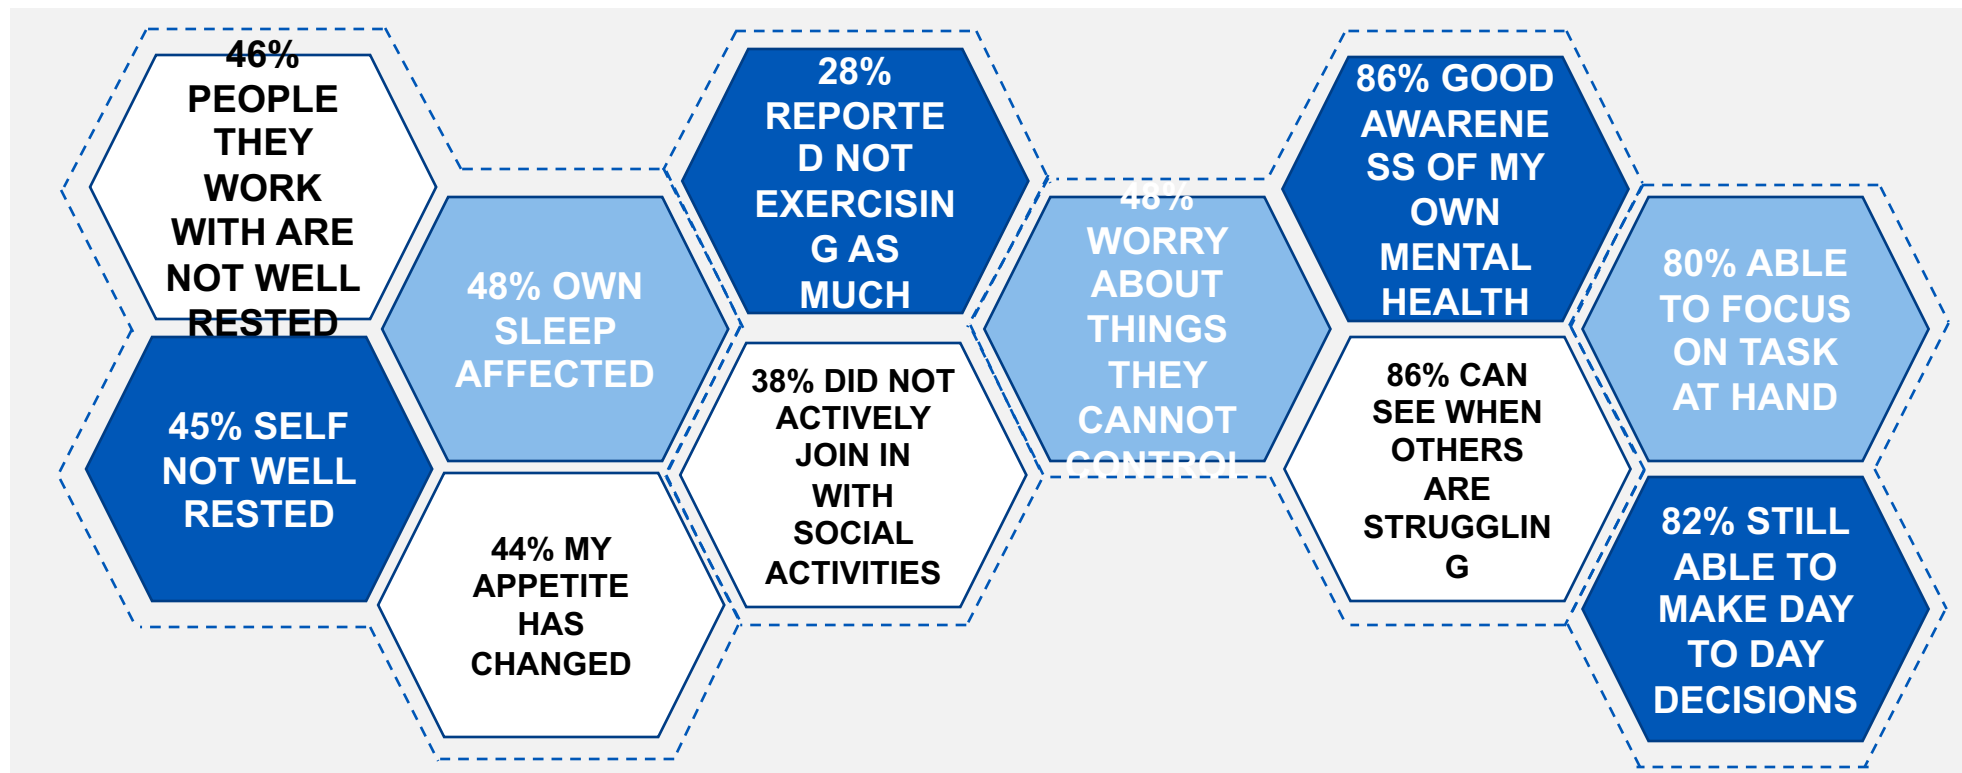 46%
PEOPLE
THEY
WORK
WITH ARE
NOT WELL
RESTED
45% SELF
NOT WELL
RESTED
48% OWN
SLEEP
AFFECTED
44% MY
APPETITE
HAS
CHANGED
28%
REPORTE
D NOT
EXERCISIN
G AS
MUCH
38% DID NOT
ACTIVELY
JOIN IN
WITH
SOCIAL
ACTIVITIES
48%
WORRY
ABOUT
THINGS
THEY
CANNOT
CONTROL
86% GOOD
AWARENE
SS OF MY
OWN
MENTAL
HEALTH
86% CAN
SEE WHEN
OTHERS
ARE
STRUGGLIN
G
80% ABLE
TO FOCUS
ON TASK
AT HAND
82% STILL
ABLE TO
MAKE DAY
TO DAY
DECISIONS